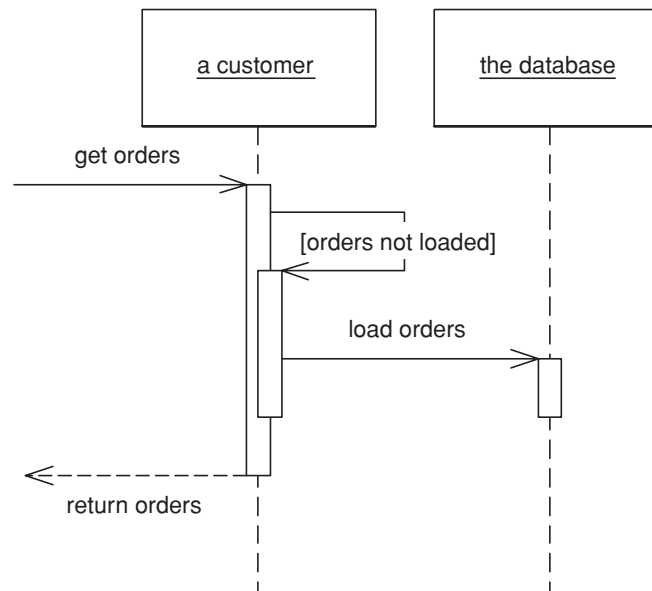 a customer
the database
get orders
[orders not loaded]
load orders
return orders